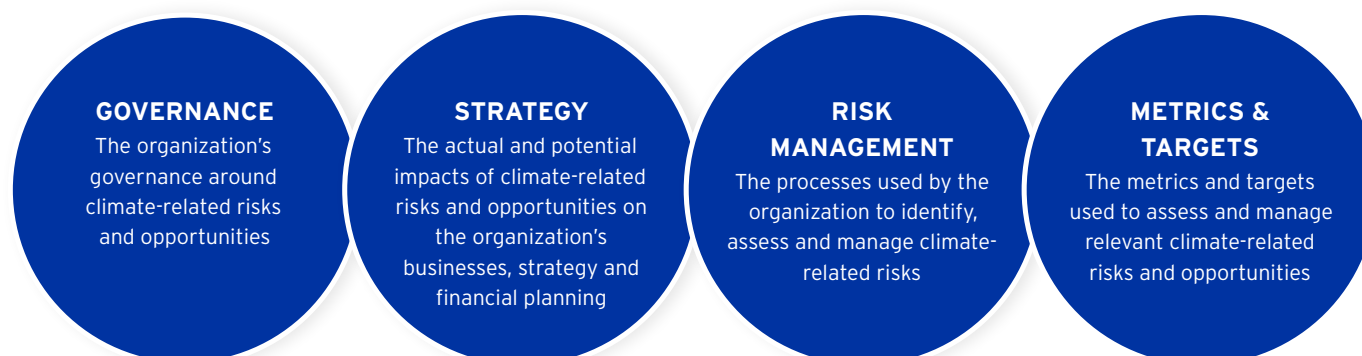 GOVERNANCE
The organization's
governance around
climate-related risks
and opportunities
STRATEGY
The actual and potential
impacts of climate-related
risks and opportunities on
the organization's
businesses, strategy and
financial planning
RISK
MANAGEMENT
The processes used by the
organization to identify,
assess and manage climate-
related risks
METRICS &
TARGETS
The metrics and targets
used to assess and manage
relevant climate-related
risks and opportunities